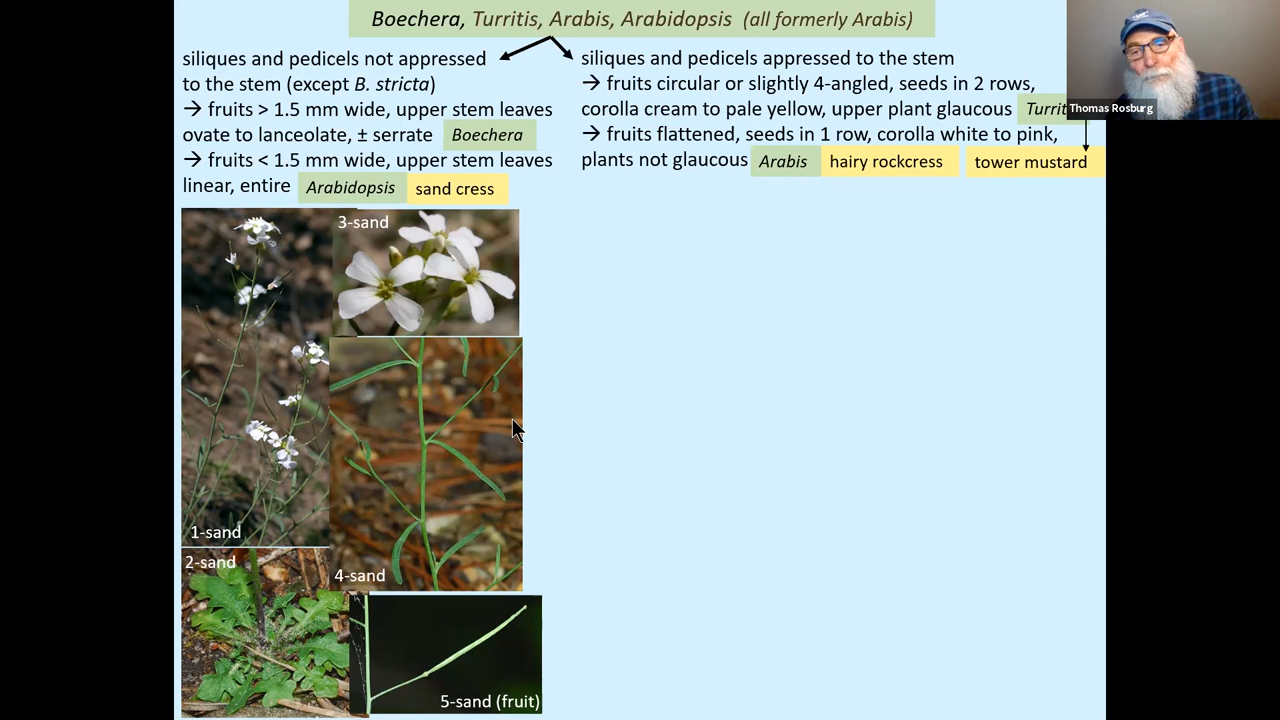 Boechera, Turritis, Arabis, Arabidopsis (all formerly Arabis)
siliques and pedicels not appressed
to the stem (except B. stricta)
→ fruits > 1.5 mm wide, upper stem leaves
ovate to lanceolate, ± serrate Boechera
→ fruits < 1.5 mm wide, upper stem leaves
linear, entire Arabidopsis sand cress
siliques and pedicels appressed to the stem
→ fruits circular or slightly 4-angled, seeds in 2 rows,
corolla cream to pale yellow, upper plant glaucous
→ fruits flattened, seeds in 1 row, corolla white to pink,
plants not glaucous Arabis hairy rockcress tower mustard
Thomas Rosburg
3-sand
1-sand
2-sand
4-sand
5-sand (fruit)